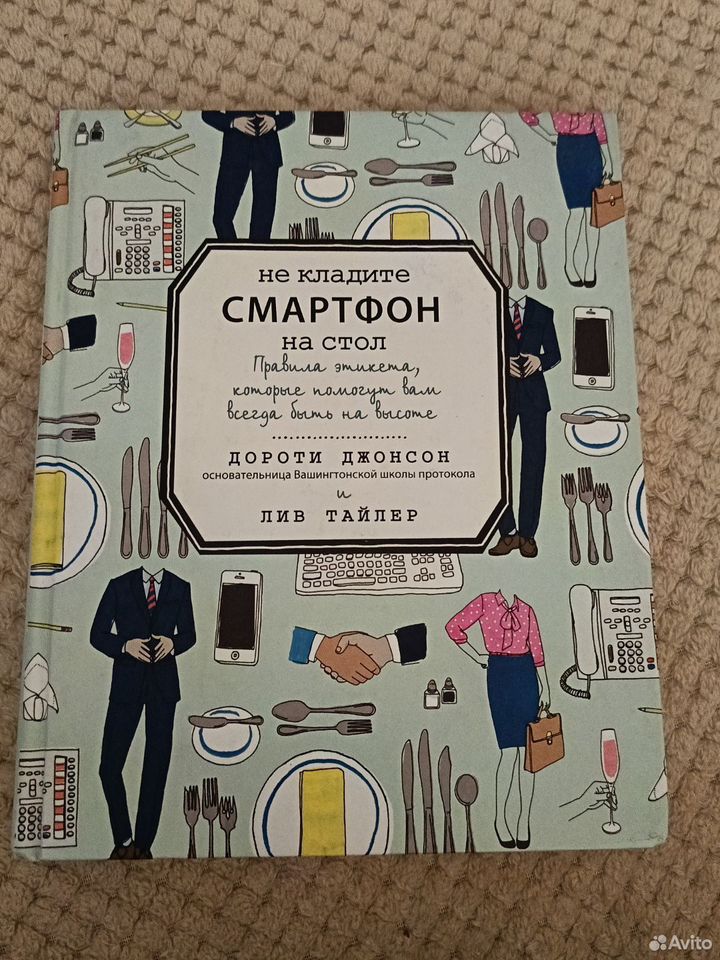 не кладите
СМАРТФОН
на стол
Правила этикета,
которые помогут вам
всегда быть на высоте
ДОРОТИ ДЖОНСОН
основательница Вашингтонской школы протокола
и
ЛИВ ТАЙЛЕР
Avito